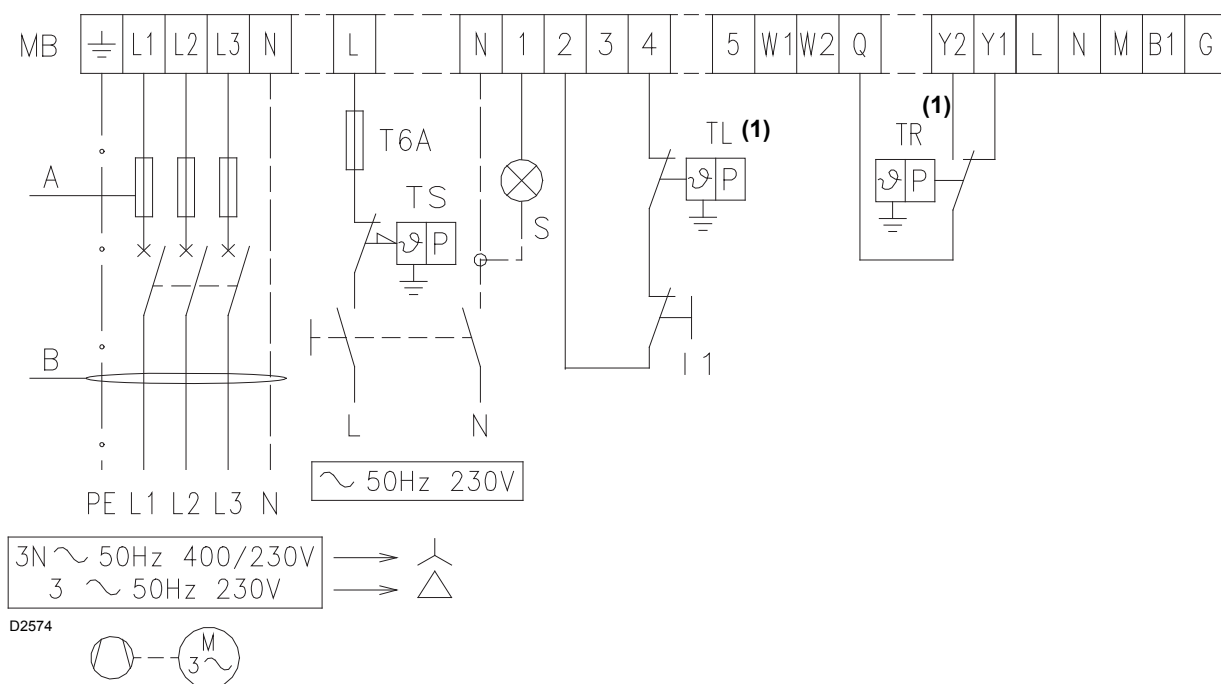 MB L1 L2 L3 N L N 1 2 3 4 5 W1 W2 Q Y2 Y1 L N M B1 G
(1)
T6A TL (1) TR
A ϑ P ϑ P
TS
S
ϑ P
B I1
L N
~ 50Hz 230V
PE L1 L2 L3 N
3N ~ 50Hz 400/230V
3 ~ 50Hz 230V
D2574
M
3 ~